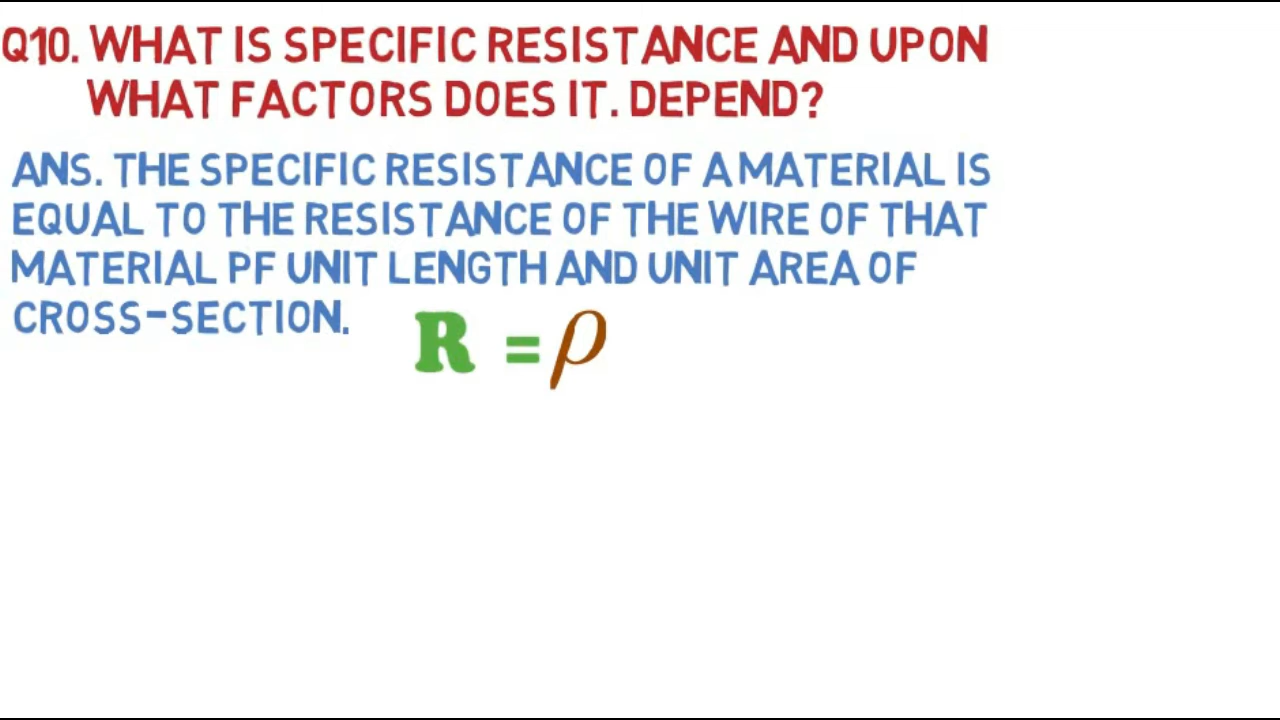 Q10. WHAT IS SPECIFIC RESISTANCE AND UPON
WHAT FACTORS DOES IT. DEPEND?
ANS. THE SPECIFIC RESISTANCE OF A MATERIAL IS
EQUAL TO THE RESISTANCE OF THE WIRE OF THAT
MATERIAL PF UNIT LENGTH AND UNIT AREA OF
CROSS-SECTION.
R = ρ